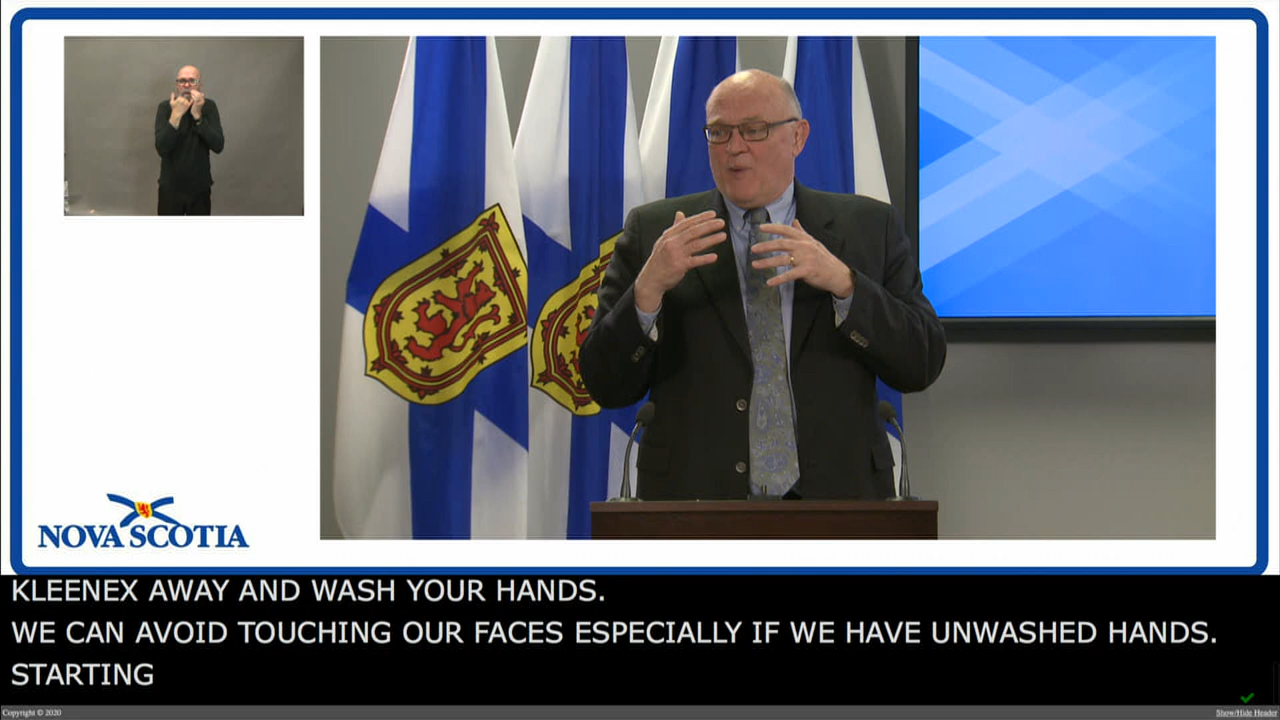 NOVA SCOTIA
KLEENEX AWAY AND WASH YOUR HANDS.
WE CAN AVOID TOUCHING OUR FACES ESPECIALLY IF WE HAVE UNWASHED HANDS.
STARTING
Copyright © 2020
Show/Hide Header